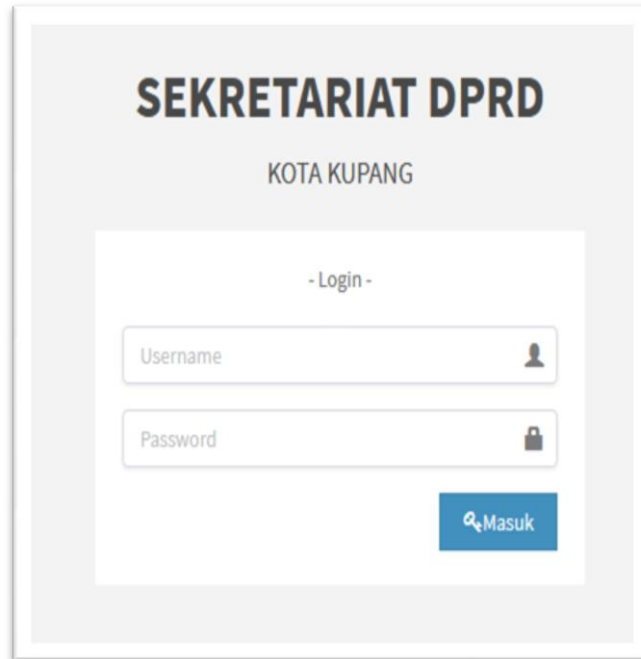 SEKRETARIAT DPRD
KOTA KUPANG
- Login -
Username
Password
Masuk